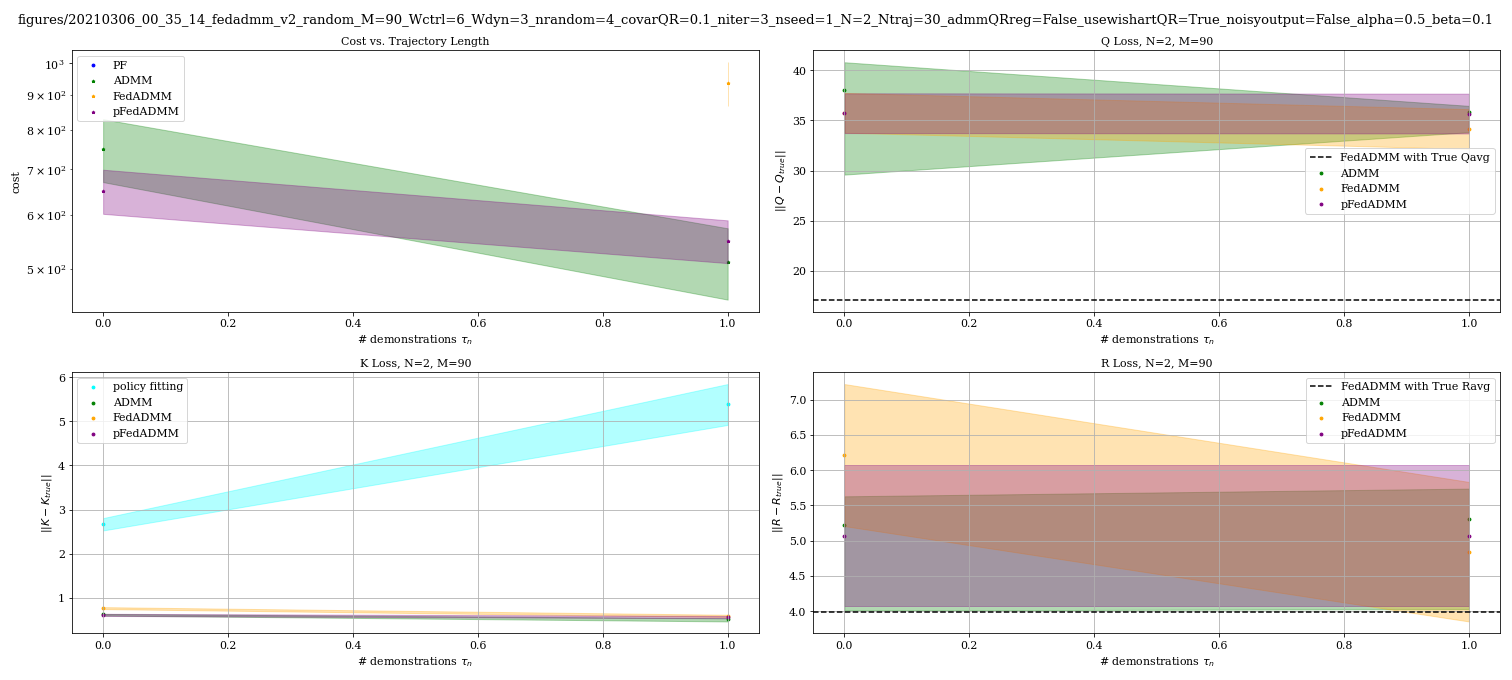 figures/20210306_00_35_14_fedadmm_v2_random_M=90_Wctrl=6_Wdyn=3_nrandom=4_covarQR=0.1_niter=3_nseed=1_N=2_Ntraj=30_admmQRreg=False_usewishartQR=True_noisyoutput=False_alpha=0.5_beta=0.1
Cost vs. Trajectory Length
cost
10³
9 × 10²
8 × 10²
7 × 10²
6 × 10²
5 × 10²
PF
ADMM
FedADMM
pFedADMM
0.0 0.2 0.4 0.6 0.8 1.0
# demonstrations τₙ
Q Loss, N=2, M=90
||Q − Q_{true}||
40
35
30
25
20
FedADMM with True Qavg
ADMM
FedADMM
pFedADMM
0.0 0.2 0.4 0.6 0.8 1.0
# demonstrations τₙ
K Loss, N=2, M=90
||K − K_{true}||
6
5
4
3
2
1
policy fitting
ADMM
FedADMM
pFedADMM
0.0 0.2 0.4 0.6 0.8 1.0
# demonstrations τₙ
R Loss, N=2, M=90
||R − R_{true}||
7.0
6.5
6.0
5.5
5.0
4.5
4.0
FedADMM with True Ravg
ADMM
FedADMM
pFedADMM
0.0 0.2 0.4 0.6 0.8 1.0
# demonstrations τₙ